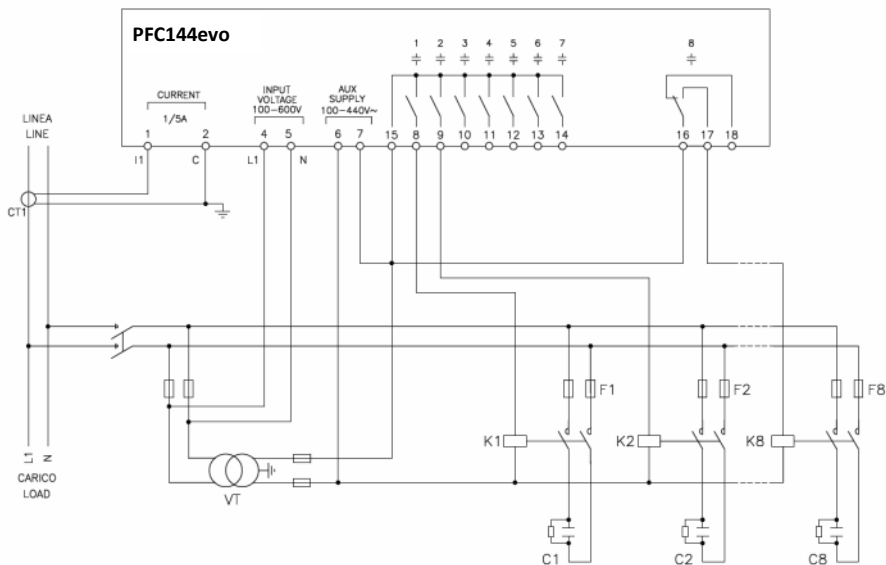 PFC144evo
1 2 3 4 5 6 7 8
CURRENT
1/5A
INPUT
VOLTAGE
100-600V
AUX
SUPPLY
100-440V~
LINEA
LINE
1 2 4 5 6 7 15 8 9 10 11 12 13 14 16 17 18
I1 C L1 N
CT1
F1 F2 F8
K1 K2 K8
L1 N
CARICO
LOAD
VT
C1 C2 C8